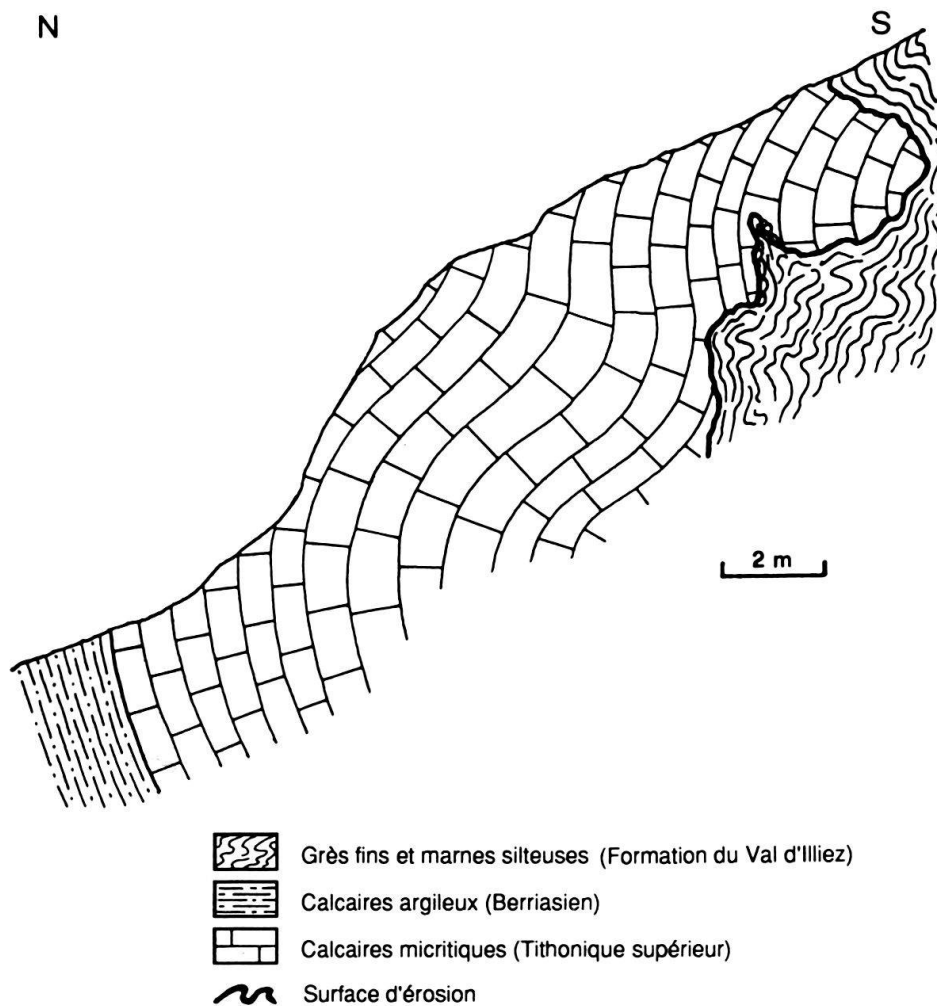 N
S
2 m
Grès fins et marnes silteuses (Formation du Val d'Illiez)
Calcaires argileux (Berriasien)
Calcaires micritiques (Tithonique supérieur)
Surface d'érosion